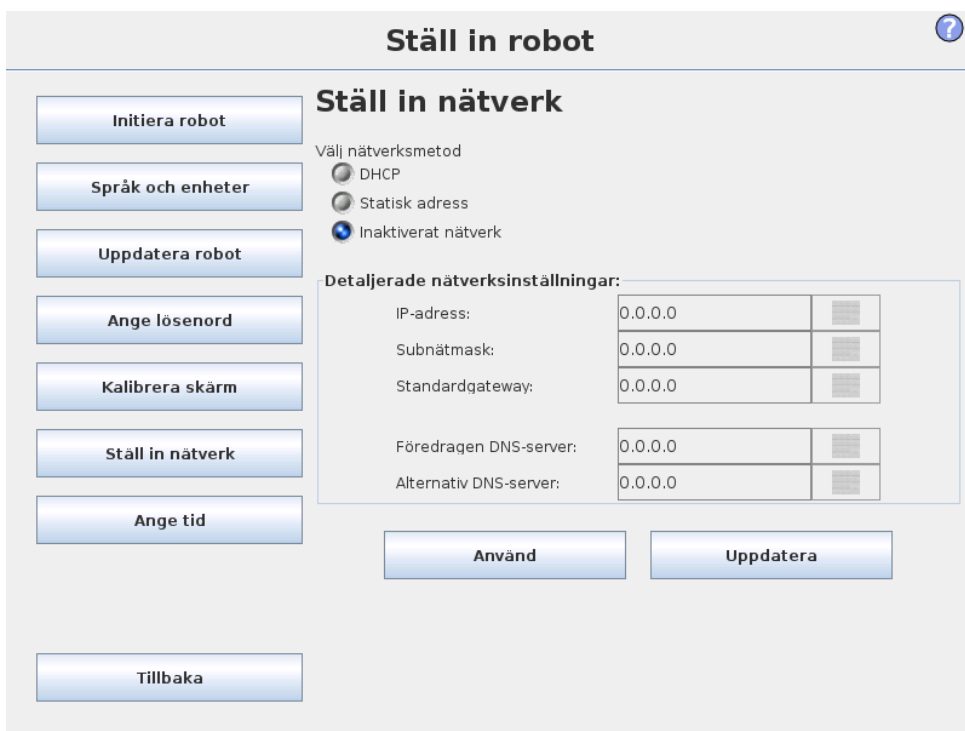 Ställ in robot
?
Initiera robot
Språk och enheter
Uppdatera robot
Ange lösenord
Kalibrera skärm
Ställ in nätverk
Ange tid
Tillbaka
Ställ in nätverk
Välj nätverksmetod
DHCP
Statisk adress
Inaktiverat nätverk
Detaljerade nätverksinställningar:
IP-adress: 0.0.0.0
Subnätmask: 0.0.0.0
Standardgateway: 0.0.0.0
Föredragen DNS-server: 0.0.0.0
Alternativ DNS-server: 0.0.0.0
Använd Uppdatera